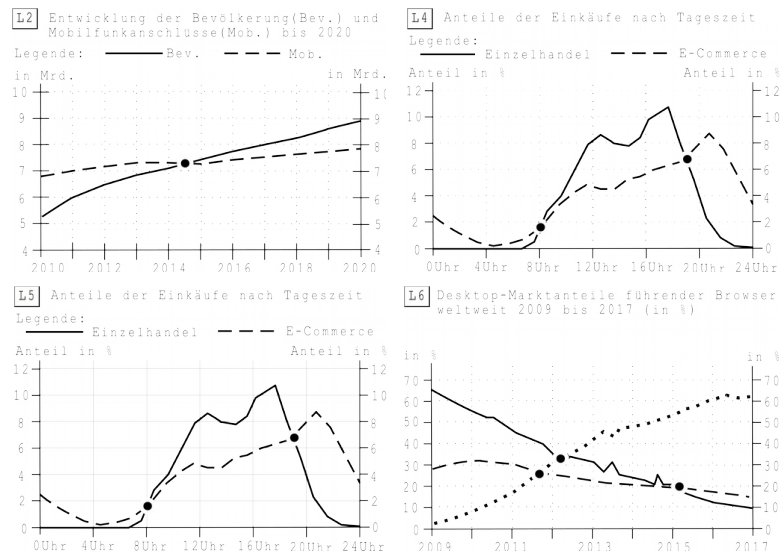 L2 Entwicklung der Bevölkerung(Bev.) und
Mobilfunkanschlüsse(Mob.) bis 2020
Legende: Bev. Mob.
in Mrd. in Mrd.
10 10
9 9
8 8
7 7
6 6
5 5
4 4
2010 2012 2014 2016 2018 2020
L4 Anteile der Einkäufe nach Tageszeit
Legende:
Einzelhandel E-Commerce
Anteil in % Anteil in %
12 12
10 10
8 8
6 6
4 4
2 2
0 0
0Uhr 4Uhr 8Uhr 12Uhr 16Uhr 20Uhr 24Uhr
L5 Anteile der Einkäufe nach Tageszeit
Legende:
Einzelhandel E-Commerce
Anteil in % Anteil in %
12 12
10 10
8 8
6 6
4 4
2 2
0 0
0Uhr 4Uhr 8Uhr 12Uhr 16Uhr 20Uhr 24Uhr
L6 Desktop-Marktanteile führender Browser
weltweit 2009 bis 2017 (in %)
in % in %
70 70
60 60
50 50
40 40
30 30
20 20
10 10
0 0
2009 2011 2013 2015 2017